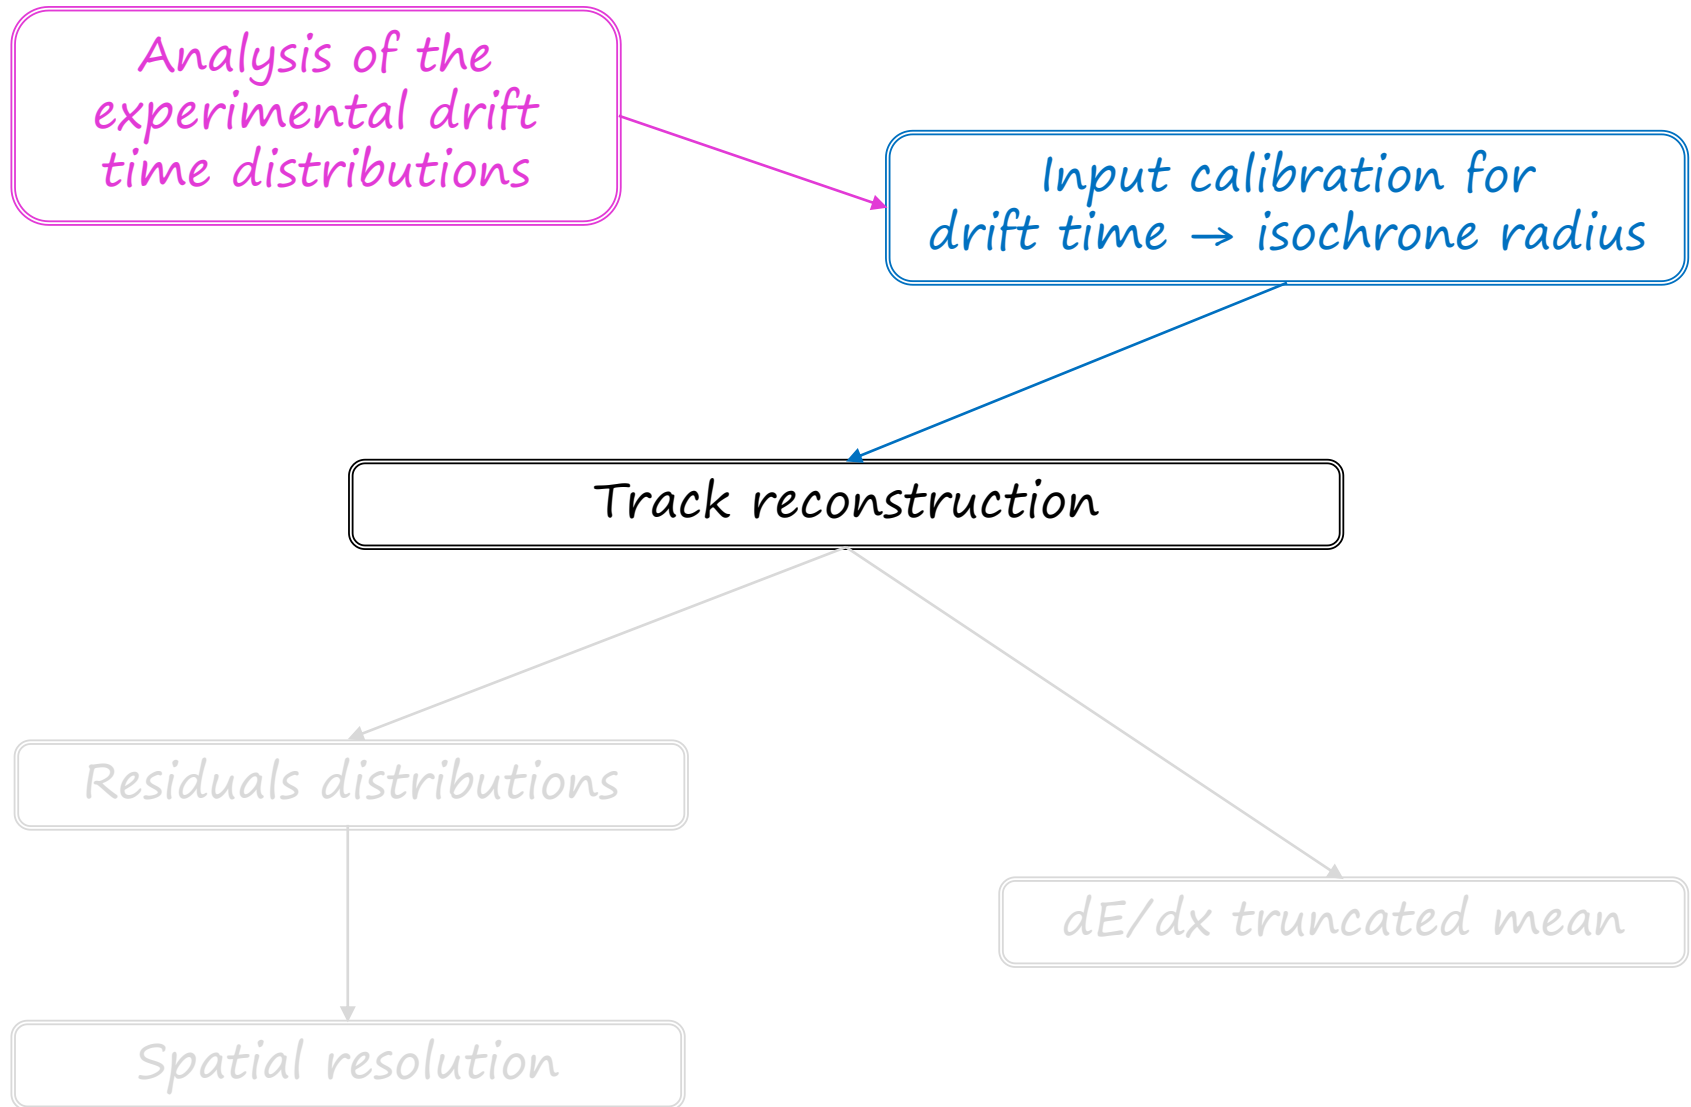 Analysis of the
experimental drift
time distributions
Input calibration for
drift time → isochrone radius
Track reconstruction
Residuals distributions
dE/dx truncated mean
Spatial resolution